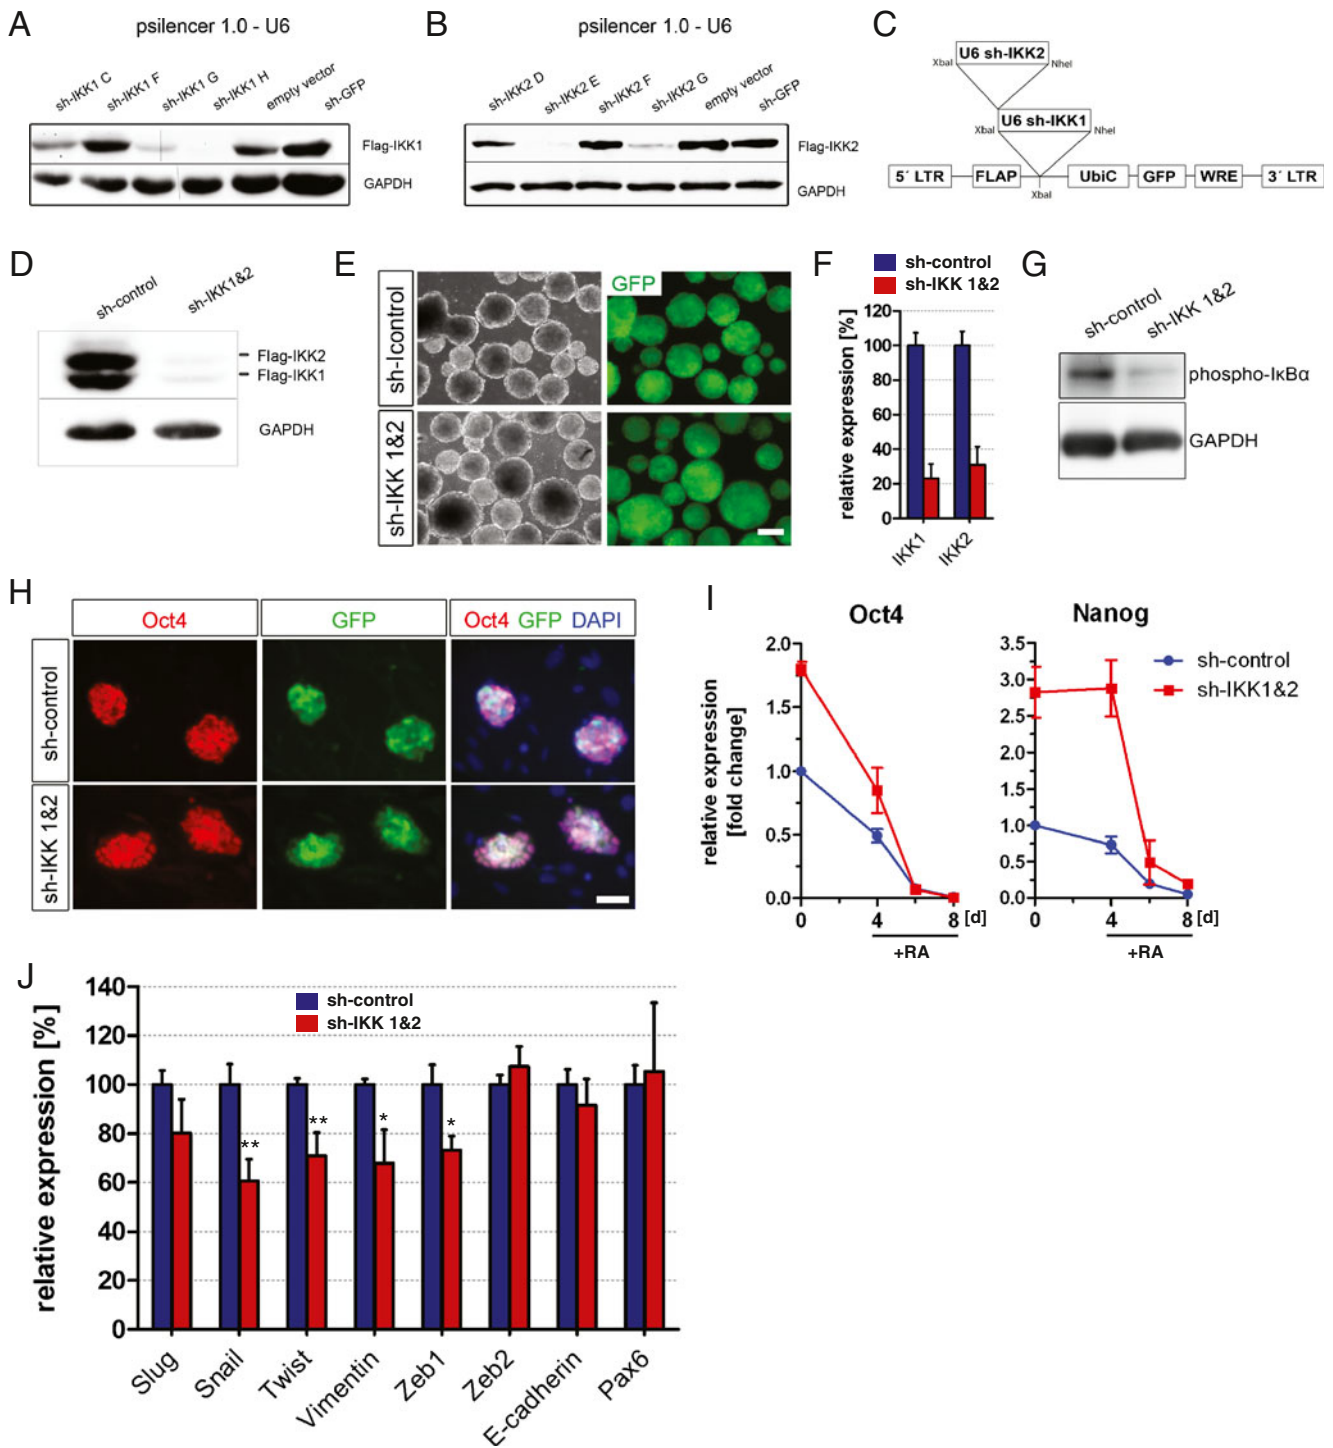 A
psilencer 1.0 - U6
sh-IKK1 C
sh-IKK1 F
sh-IKK1 G
sh-IKK1 H
empty vector
sh-GFP
Flag-IKK1
GAPDH
B
psilencer 1.0 - U6
sh-IKK2 D
sh-IKK2 E
sh-IKK2 F
sh-IKK2 G
empty vector
sh-GFP
Flag-IKK2
GAPDH
C
U6 sh-IKK2
XbaI
NheI
U6 sh-IKK1
XbaI
NheI
5´ LTR
FLAP
XbaI
UbiC
GFP
WRE
3´ LTR
D
sh-control
sh-IKK1&2
Flag-IKK2
Flag-IKK1
GAPDH
E
sh-lcontrol
sh-IKK 1&2
GFP
F
sh-control
sh-IKK 1&2
relative expression [%]
120
100
80
60
40
20
0
IKK1
IKK2
G
sh-control
sh-IKK 1&2
phospho-IκBα
GAPDH
H
Oct4
GFP
Oct4 GFP DAPI
sh-control
sh-IKK 1&2
I
Oct4
relative expression
[fold change]
2.0
1.5
1.0
0.5
0.0
0
4
8
[d]
+RA
Nanog
3.5
3.0
2.5
2.0
1.5
1.0
0.5
0.0
0
4
8
[d]
+RA
sh-control
sh-IKK1&2
J
sh-control
sh-IKK 1&2
relative expression [%]
140
120
100
80
60
40
20
0
**
**
*
*
Slug
Snail
Twist
Vimentin
Zeb1
Zeb2
E-cadherin
Pax6